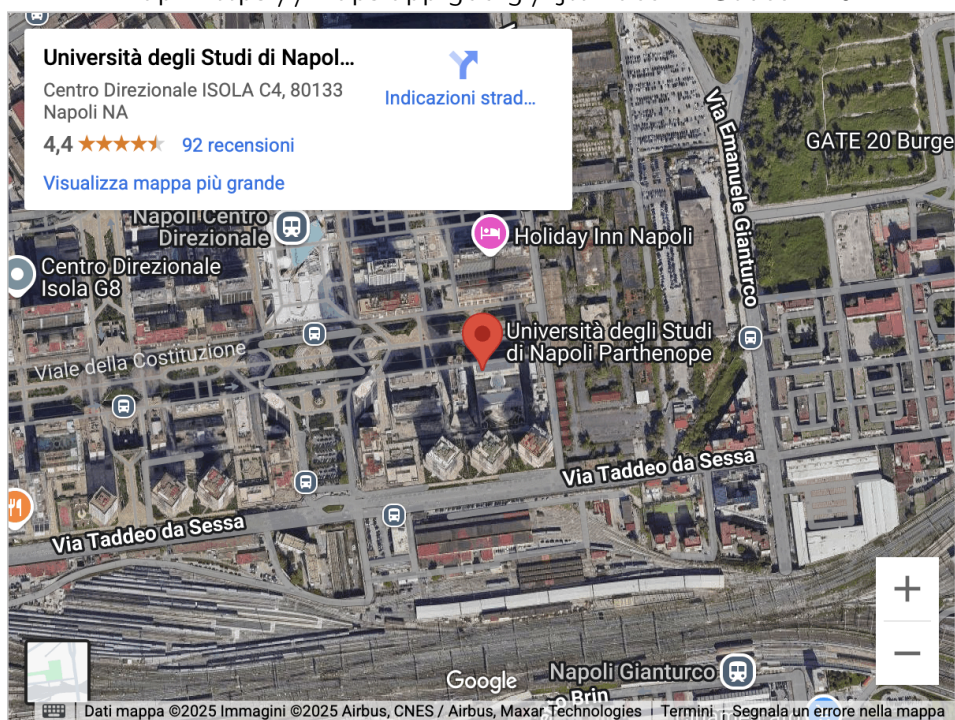 Università degli Studi di Napol...
Centro Direzionale ISOLA C4, 80133
Napoli NA
4,4
92 recensioni
Indicazioni strad...
Visualizza mappa più grande
Via Emanuele Gianturco
GATE 20 Burge
Napoli Centro
Direzionale
Holiday Inn Napoli
Centro Direzionale
Isola G8
Università degli Studi
di Napoli Parthenope
Viale della Costituzione
Via Taddeo da Sessa
Via Taddeo da Sessa
+
−
Napoli Gianturco
Google
Brin
Dati mappa ©2025 Immagini ©2025 Airbus, CNES / Airbus, Maxar Technologies
Termini
Segnala un errore nella mappa